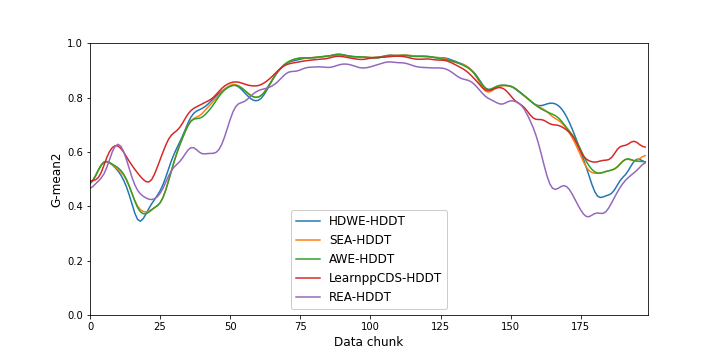 1.0
0.8
0.6
0.4
0.2
0.0
G-mean2
HDWE-HDDT
SEA-HDDT
AWE-HDDT
LearnppCDS-HDDT
REA-HDDT
0 25 50 75 100 125 150 175
Data chunk